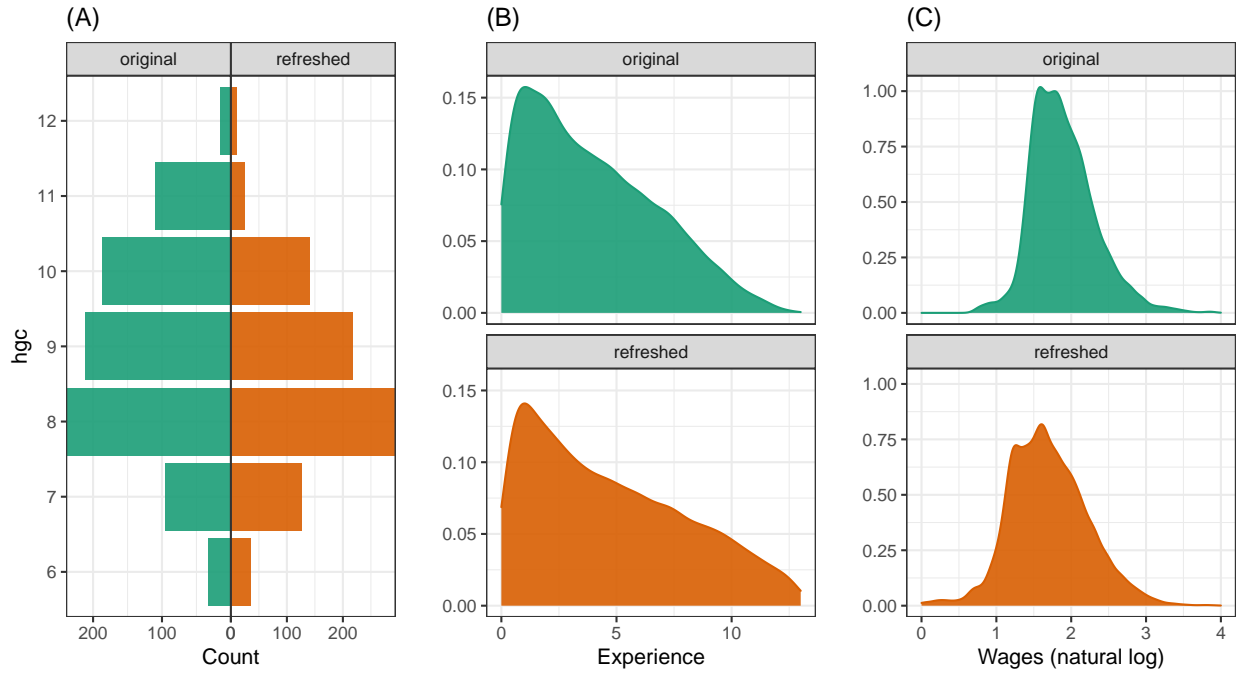 (A)
original refreshed
hgc
12
11
10
9
8
7
6
200 100 0 0 100 200
Count
(B)
original
0.15
0.10
0.05
0.00
refreshed
0.15
0.10
0.05
0.00
0 5 10
Experience
(C)
original
1.00
0.75
0.50
0.25
0.00
refreshed
1.00
0.75
0.50
0.25
0.00
0 1 2 3 4
Wages (natural log)